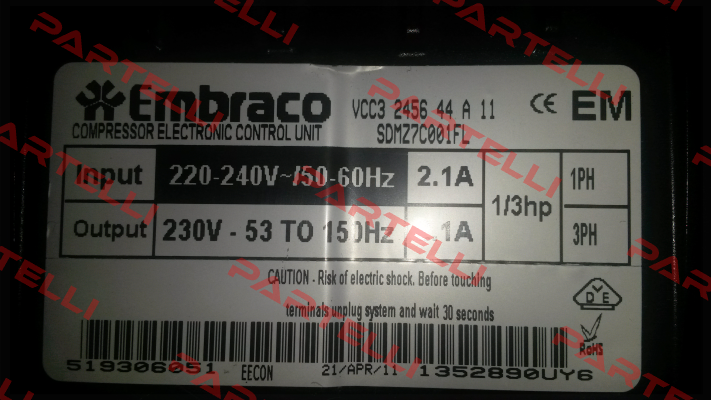 Embraco
VCC3 2456 44 A 11
CE
EM
COMPRESSOR ELECTRONIC CONTROL UNIT
SDMZ7C001FL
Input 220-240V~/50-60Hz 2.1A 1/3hp 1PH
Output 230V - 53 TO 150Hz 1A 3PH
CAUTION - Risk of electric shock. Before touching
terminals unplug system and wait 30 seconds
DVE
RoHS
519306051 EECON 21/APR/11 1352890UY6
PARTELLI
PARTELLI
PARTELLI
PARTELLI
PARTELLI
PARTELLI